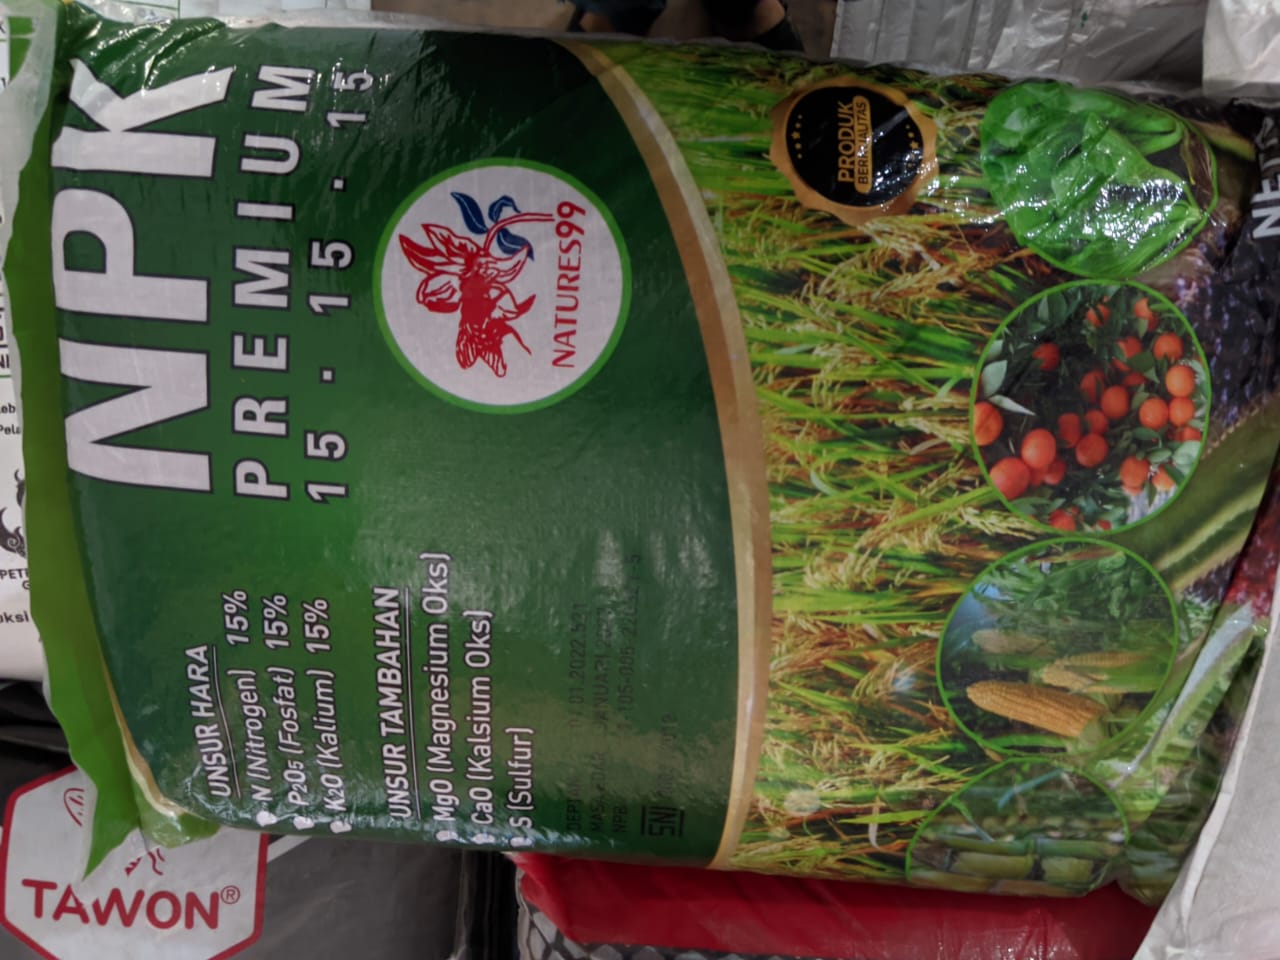 NPK
PREMIUM
15 . 15 . 15
NATURES99
UNSUR HARA
N (Nitrogen) 15%
P2O5 (Fosfat) 15%
K2O (Kalium) 15%
UNSUR TAMBAHAN
MgO (Magnesium Oks)
CaO (Kalsium Oks)
S (Sulfur)
SNI
PRODUK
BERKUALITAS
TAWON®